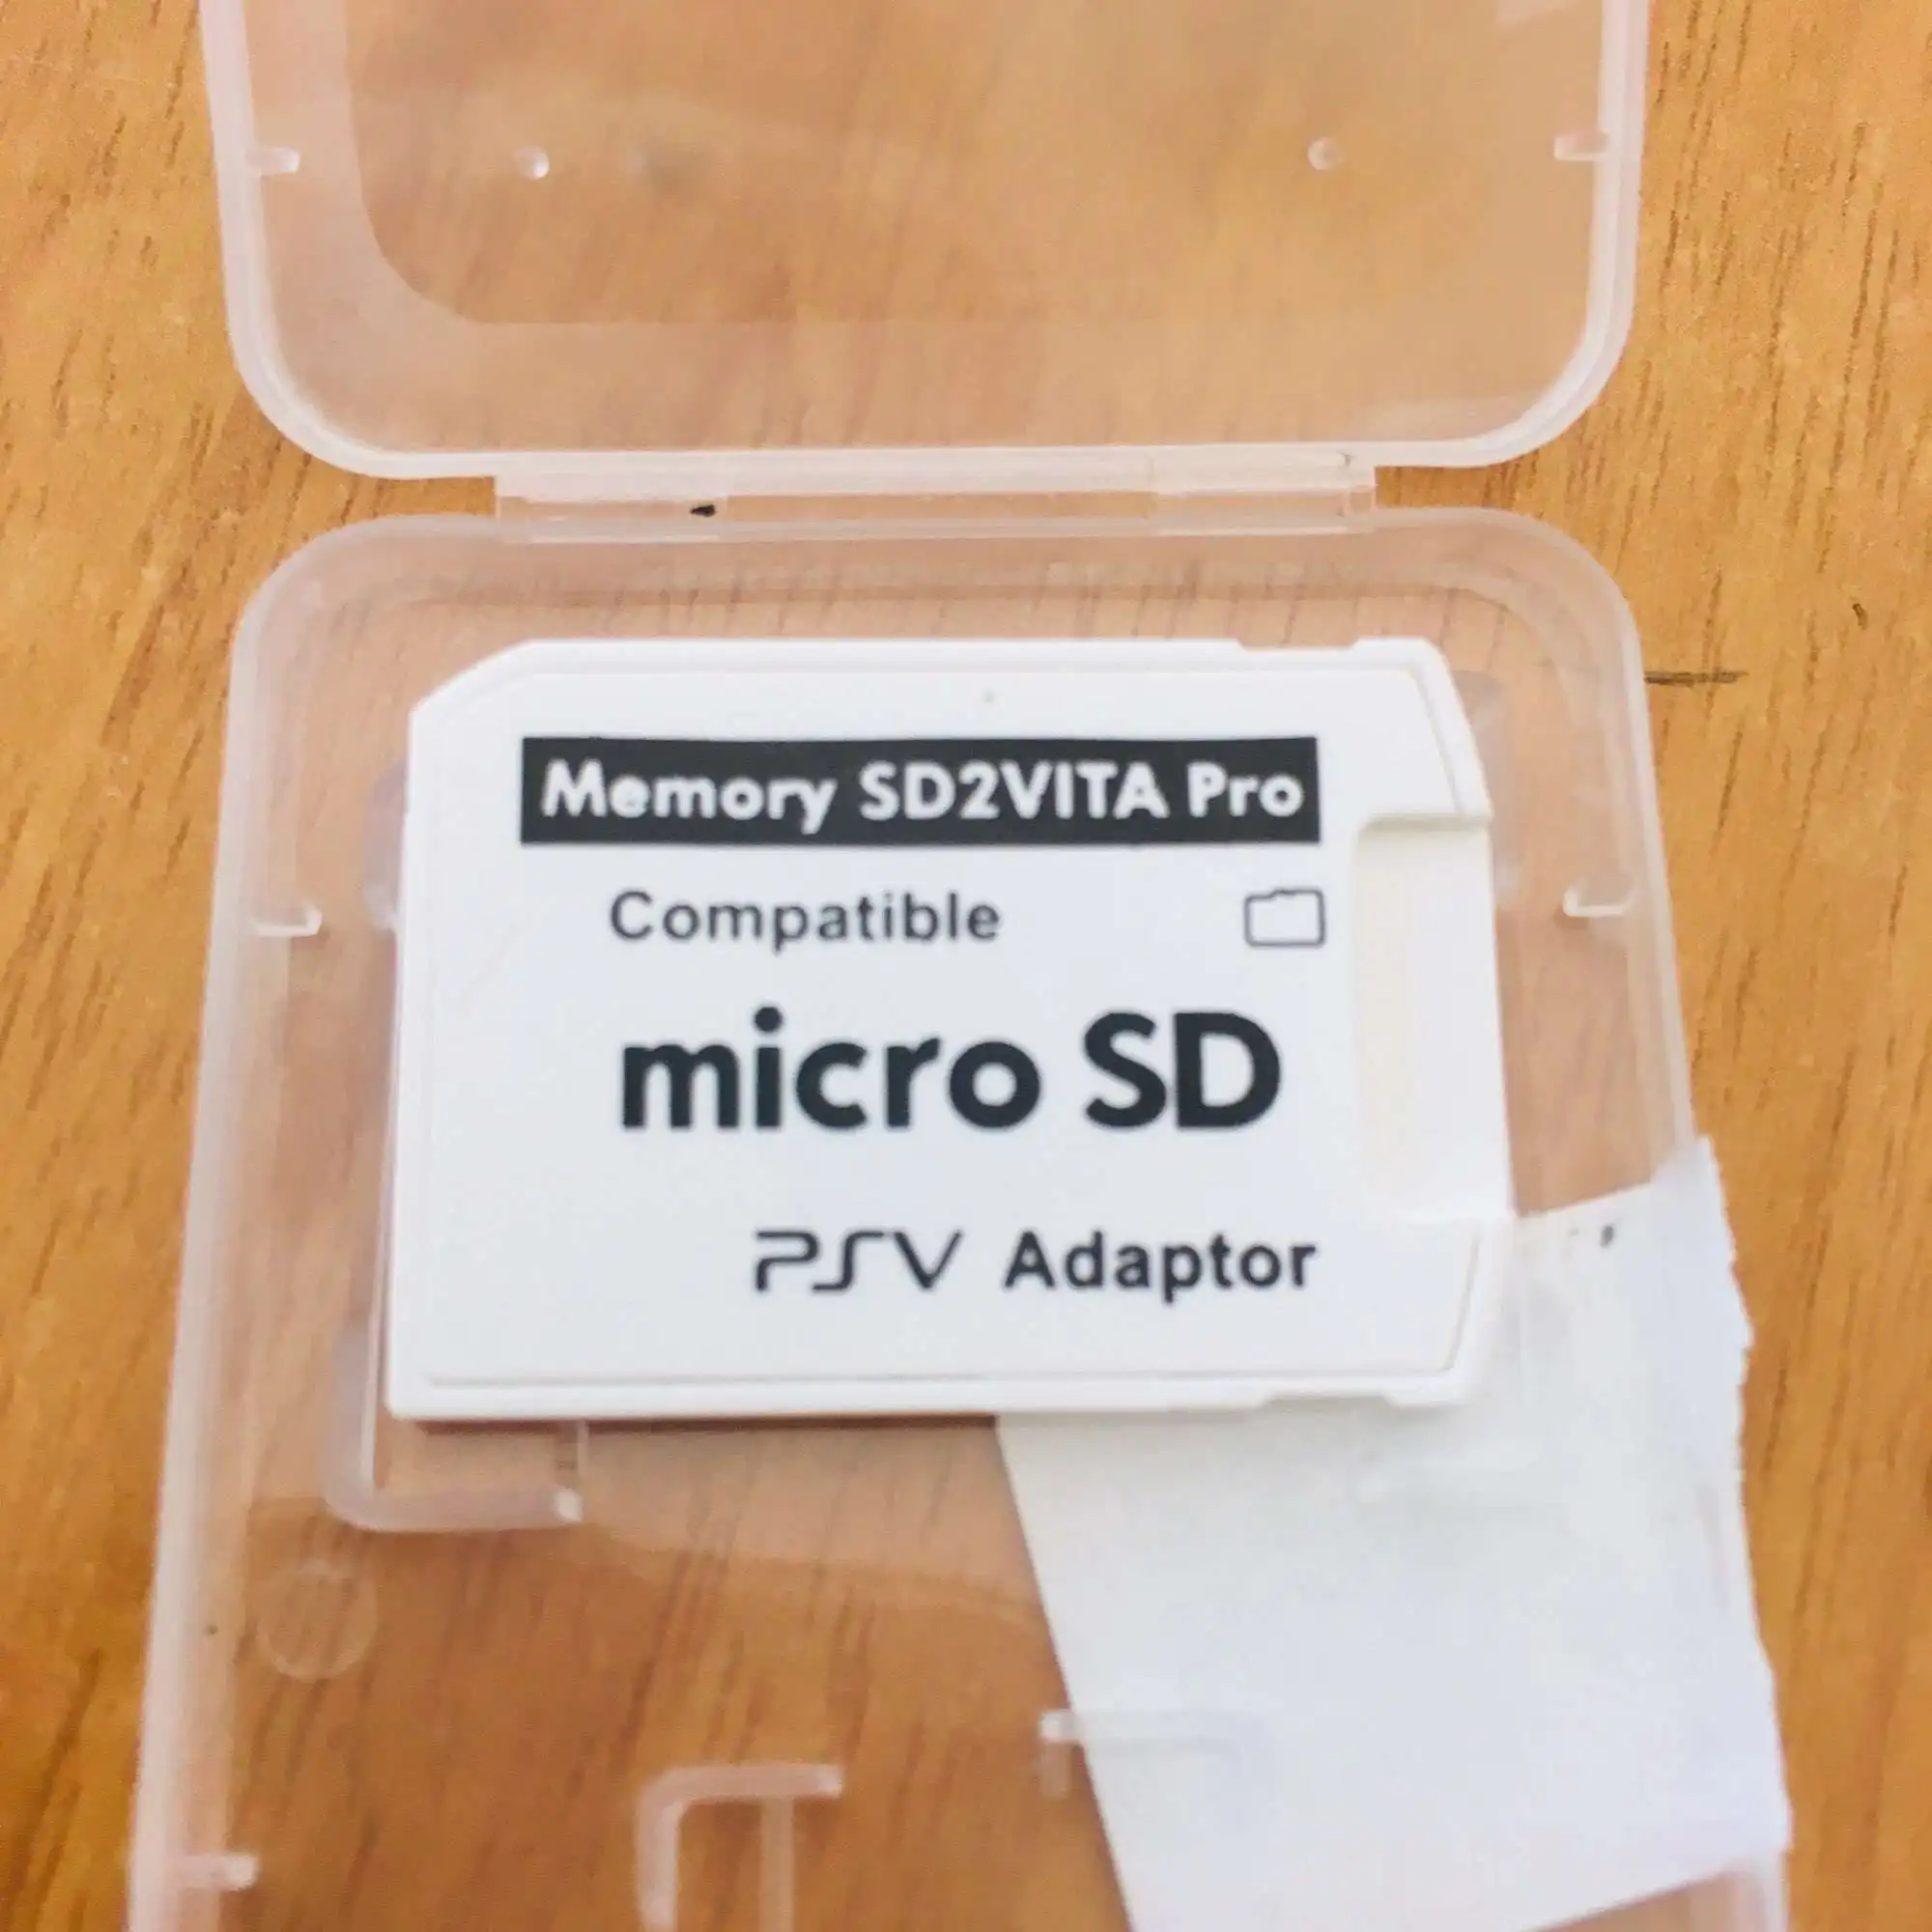 Memory SD2VITA Pro
Compatible
micro SD
PSV Adaptor